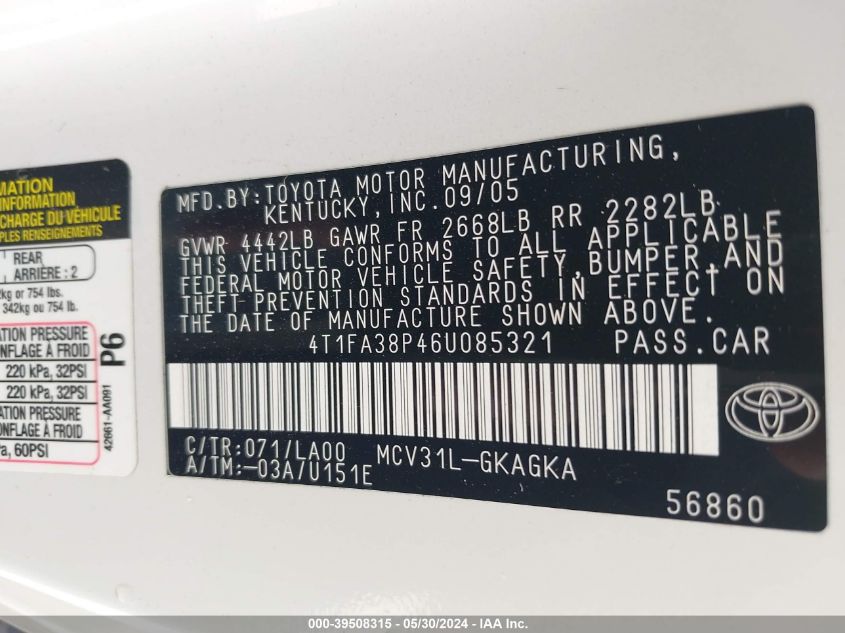 MATION
INFORMATION
CHARGE DU VÉHICULE
PLES RENSEIGNEMENTS
REAR
ARRIÈRE : 2
kg or 754 lbs.
342kg ou 754 lb.
TION PRESSURE
ONFLAGE À FROID
220 kPa, 32PSI
220 kPa, 32PSI
ATION PRESSURE
ONFLAGE À FROID
a, 60PSI
P6
42661-AA091
MFD. BY: TOYOTA MOTOR MANUFACTURING,
KENTUCKY, INC. 09/05
GVWR 4442LB GAWR FR 2668LB RR 2282LB
THIS VEHICLE CONFORMS TO ALL APPLICABLE
FEDERAL MOTOR VEHICLE SAFETY, BUMPER, AND
THEFT-PREVENTION STANDARDS IN EFFECT ON
THE DATE OF MANUFACTURE SHOWN ABOVE.
4T1FA38P46U085321 PASS.CAR
C/TR: 071/LA00 MCV31L-GKAGKA
A/TM:-03A/U151E
56860
000-39508315 - 05/30/2024 - IAA Inc.